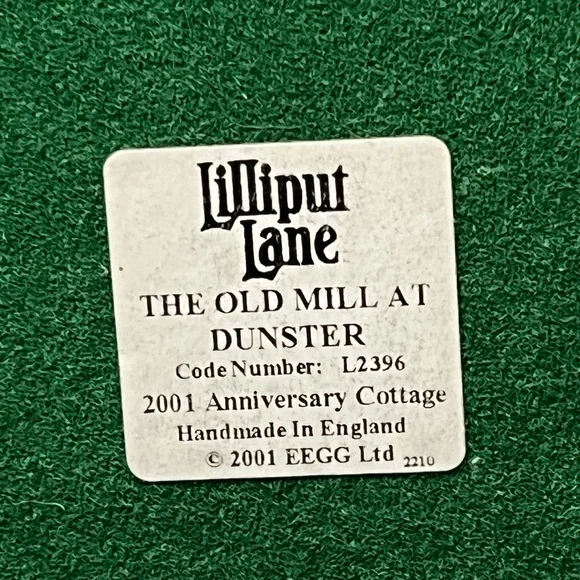 Lilliput
Lane
THE OLD MILL AT
DUNSTER
Code Number: L2396
2001 Anniversary Cottage
Handmade In England
© 2001 EEGG Ltd 2210